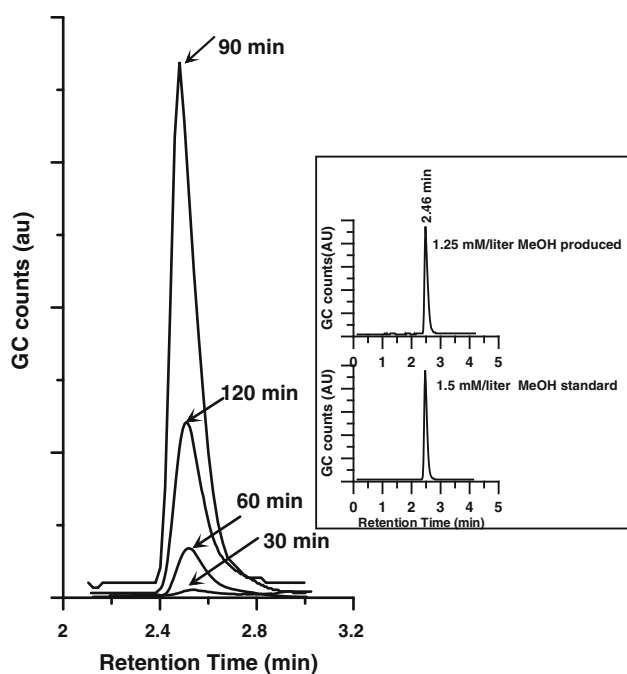 90 min
120 min
60 min
30 min
GC counts (au)
2
2.4
2.8
3.2
Retention Time (min)
2.46 min
1.25 mM/liter MeOH produced
GC counts(AU)
0 1 2 3 4 5
1.5 mM/liter MeOH standard
GC counts (AU)
0 1 2 3 4 5
Retention Time (min)